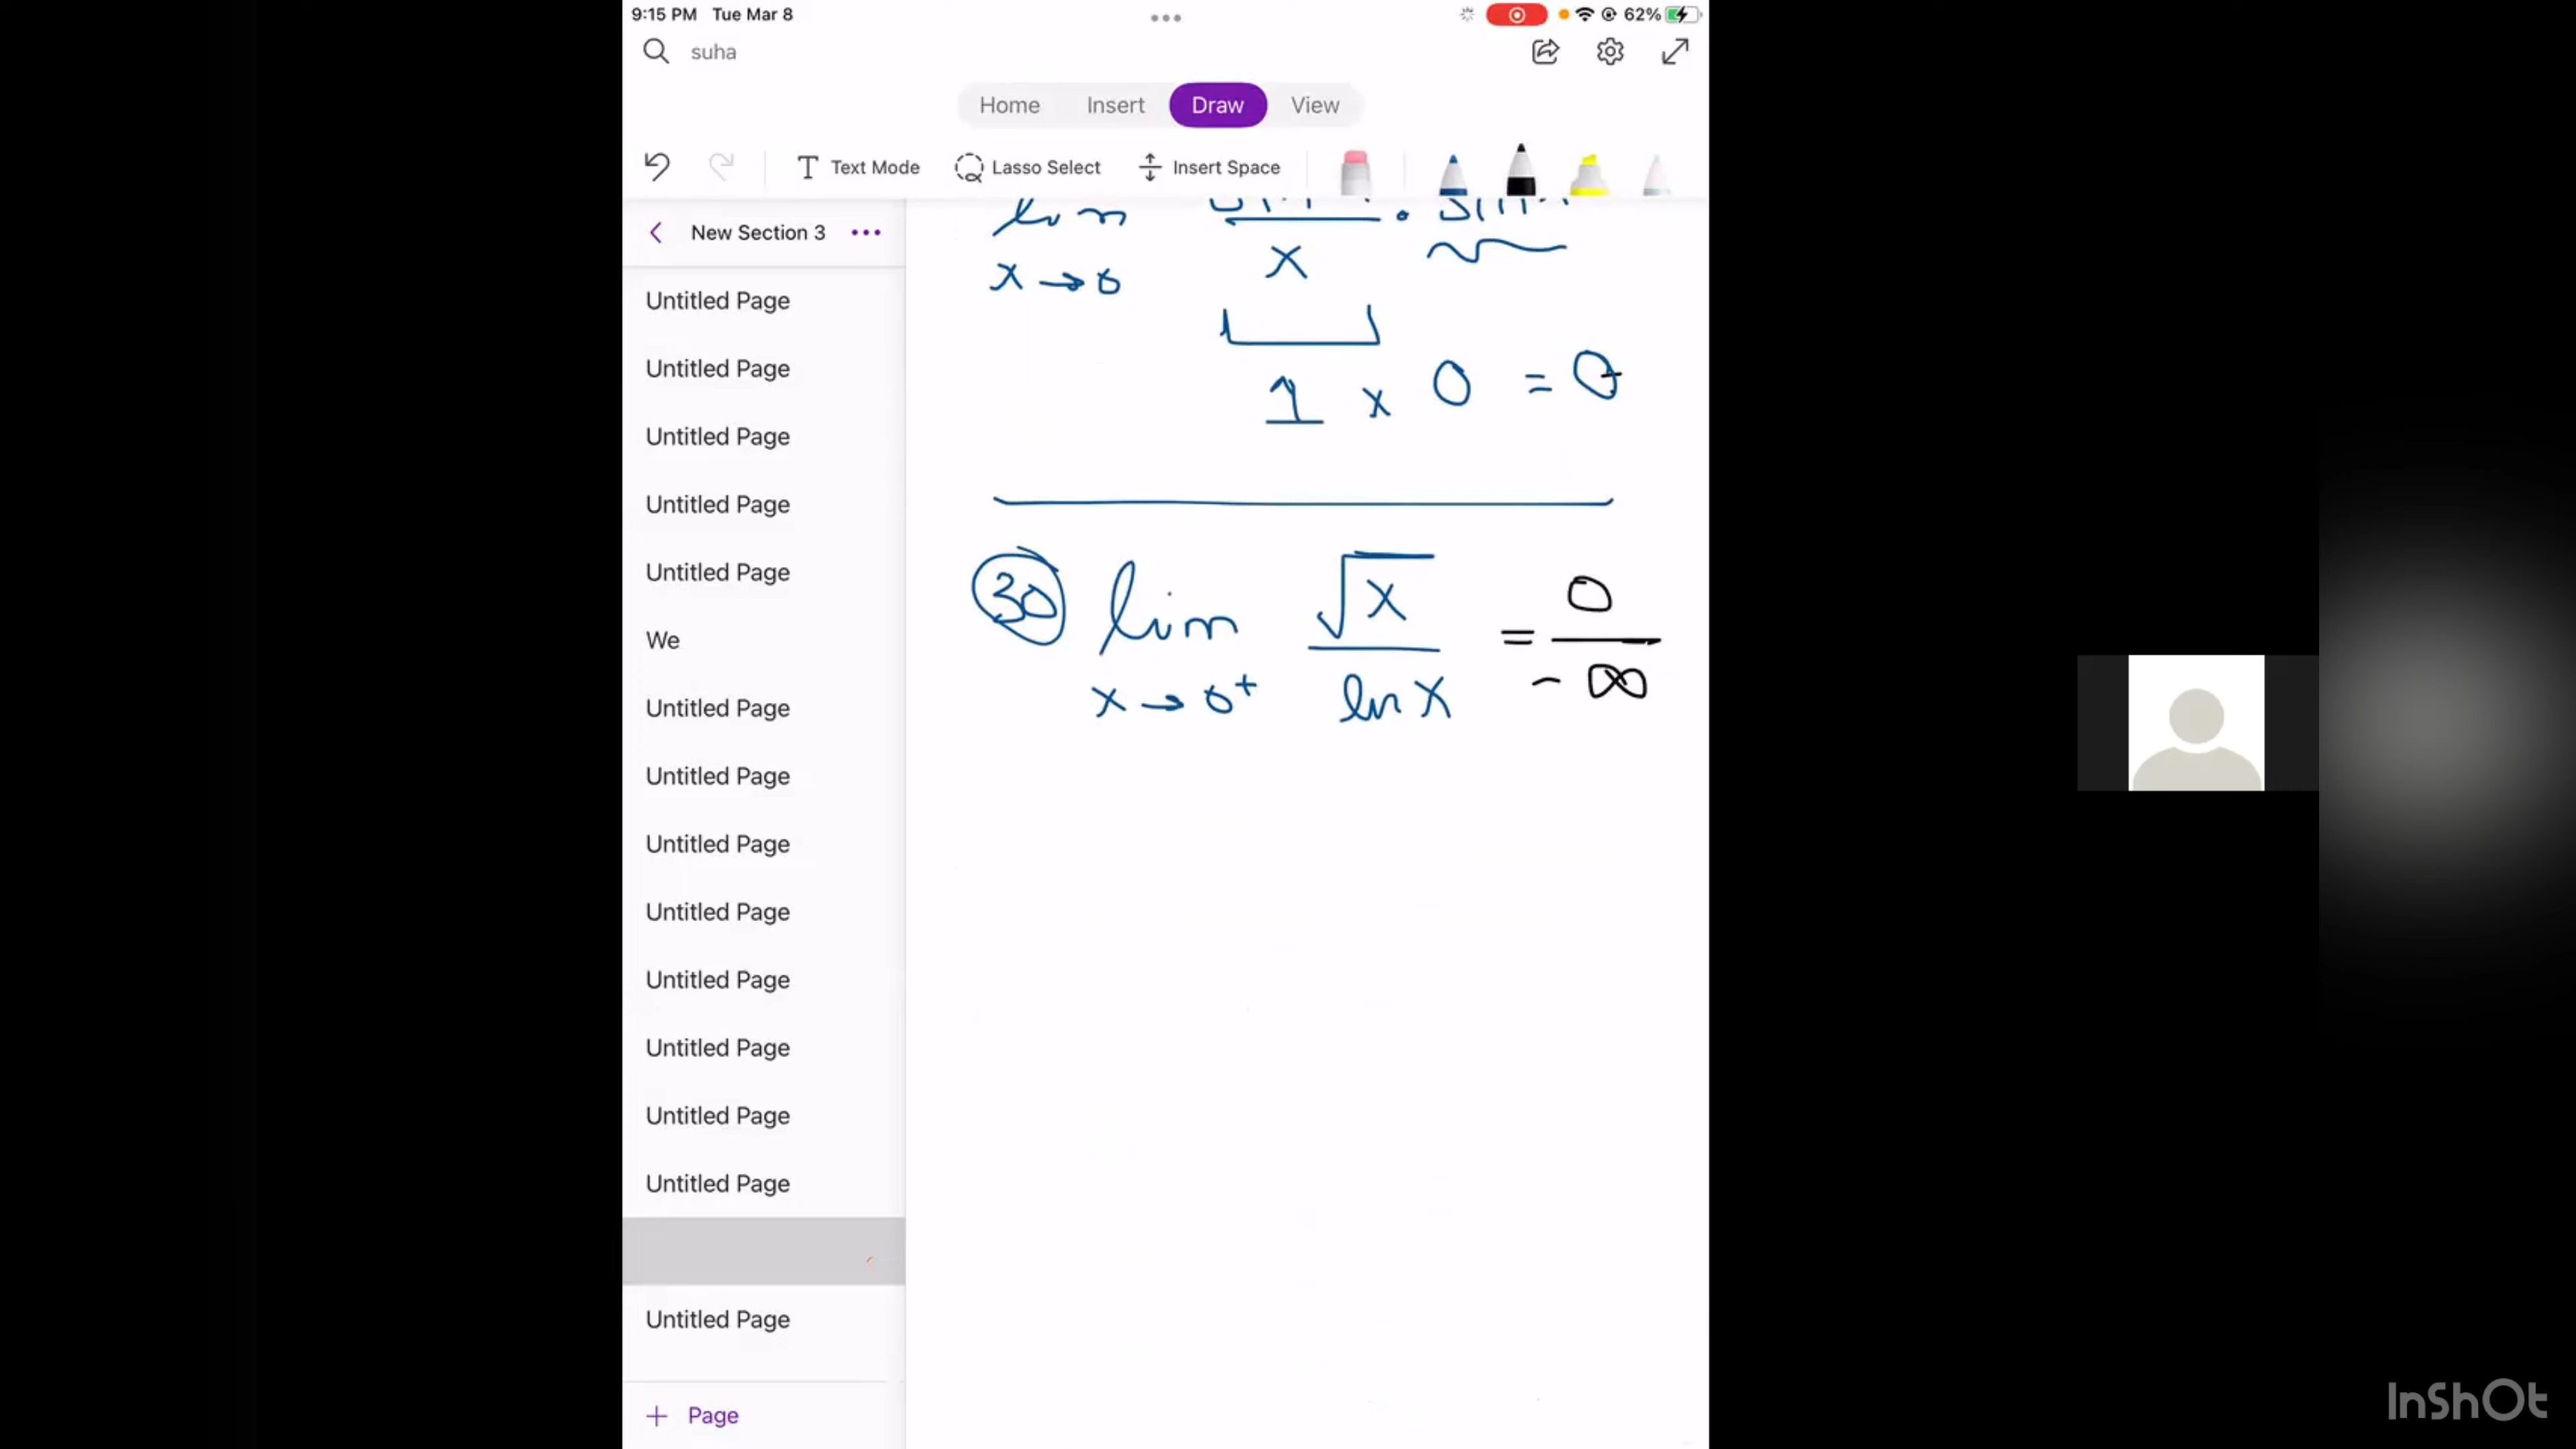 9:15 PM Tue Mar 8
62%
suha
Home Insert Draw View
Text Mode Lasso Select Insert Space
New Section 3
Untitled Page
Untitled Page
Untitled Page
Untitled Page
Untitled Page
We
Untitled Page
Untitled Page
Untitled Page
Untitled Page
Untitled Page
Untitled Page
Untitled Page
Untitled Page
Untitled Page
+ Page
lim
x
x → 0
1 x 0 = 0
30 lim √x / ln x = 0 / - ∞
x → 0⁺
InShOt